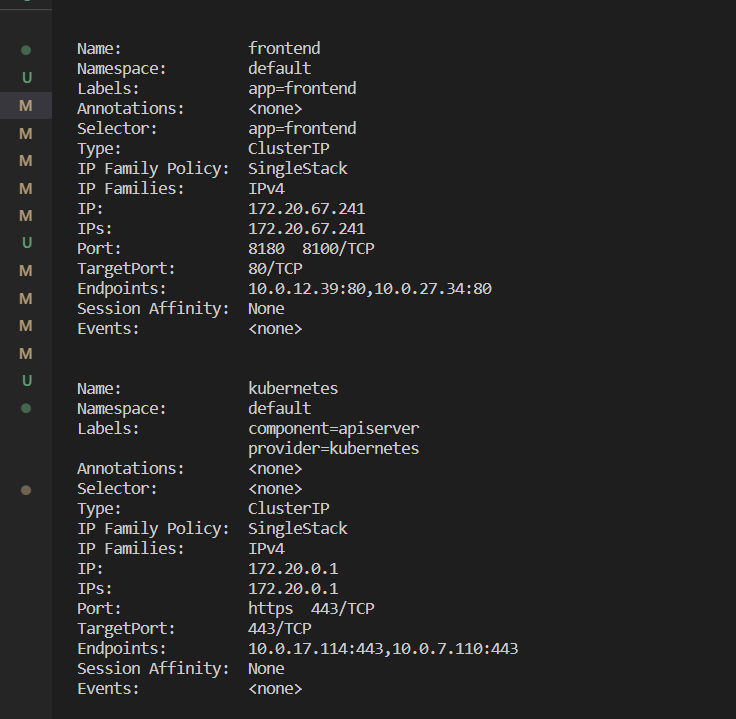 Name: frontend
Namespace: default
Labels: app=frontend
Annotations: <none>
Selector: app=frontend
Type: ClusterIP
IP Family Policy: SingleStack
IP Families: IPv4
IP: 172.20.67.241
IPs: 172.20.67.241
Port: 8180 8100/TCP
TargetPort: 80/TCP
Endpoints: 10.0.12.39:80,10.0.27.34:80
Session Affinity: None
Events: <none>
Name: kubernetes
Namespace: default
Labels: component=apiserver
provider=kubernetes
Annotations: <none>
Selector: <none>
Type: ClusterIP
IP Family Policy: SingleStack
IP Families: IPv4
IP: 172.20.0.1
IPs: 172.20.0.1
Port: https 443/TCP
TargetPort: 443/TCP
Endpoints: 10.0.17.114:443,10.0.7.110:443
Session Affinity: None
Events: <none>
U
M
M
M
M
M
U
M
M
M
M
U